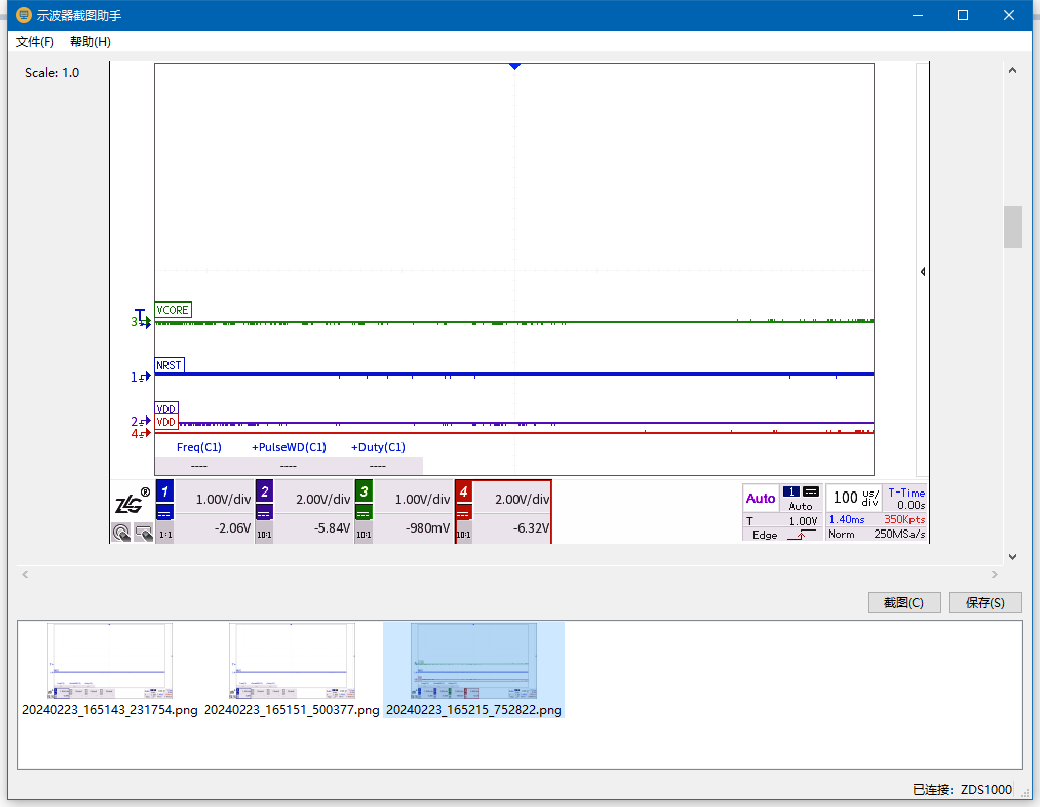 示波器截图助手
文件(F) 帮助(H)
Scale: 1.0
T
VCORE
3
NRST
1
VDD
2
VDD
4
Freq(C1) +PulseWD(C1) +Duty(C1)
---- ---- ----
ZLG®
1 1.00V/div 2 2.00V/div 3 1.00V/div 4 2.00V/div
1:1 -2.06V 10:1 -5.84V 10:1 -980mV 10:1 -6.32V
Auto 1 Auto
T 1.00V
Edge
100 us/div T-Time 0.00s
1.40ms 350Kpts
Norm 250MSa/s
截图(C) 保存(S)
20240223_165143_231754.png 20240223_165151_500377.png 20240223_165215_752822.png
已连接：ZDS1000